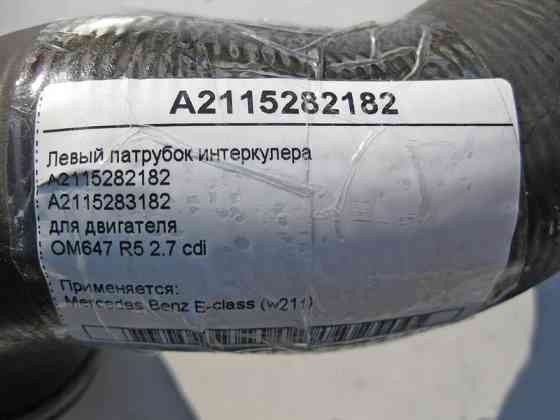 A2115282182
Левый патрубок интеркулера
A2115282182
A2115283182
для двигателя
OM647 R5 2.7 cdi
Применяется:
Mercedes Benz E-class (w211)